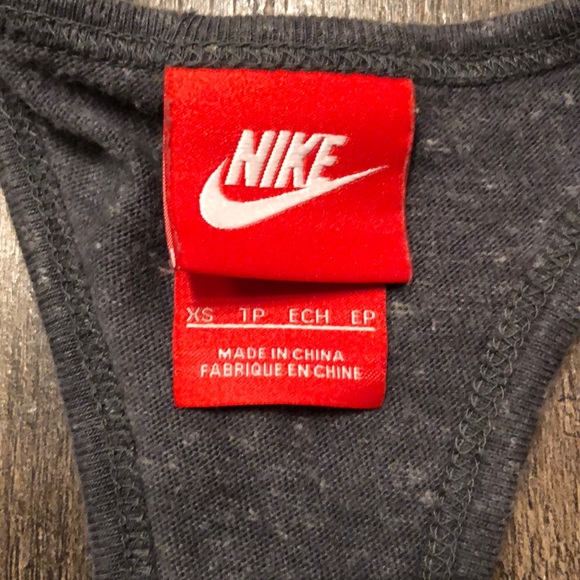 NIKE
XS TP ECH EP
MADE IN CHINA
FABRIQUE EN CHINE